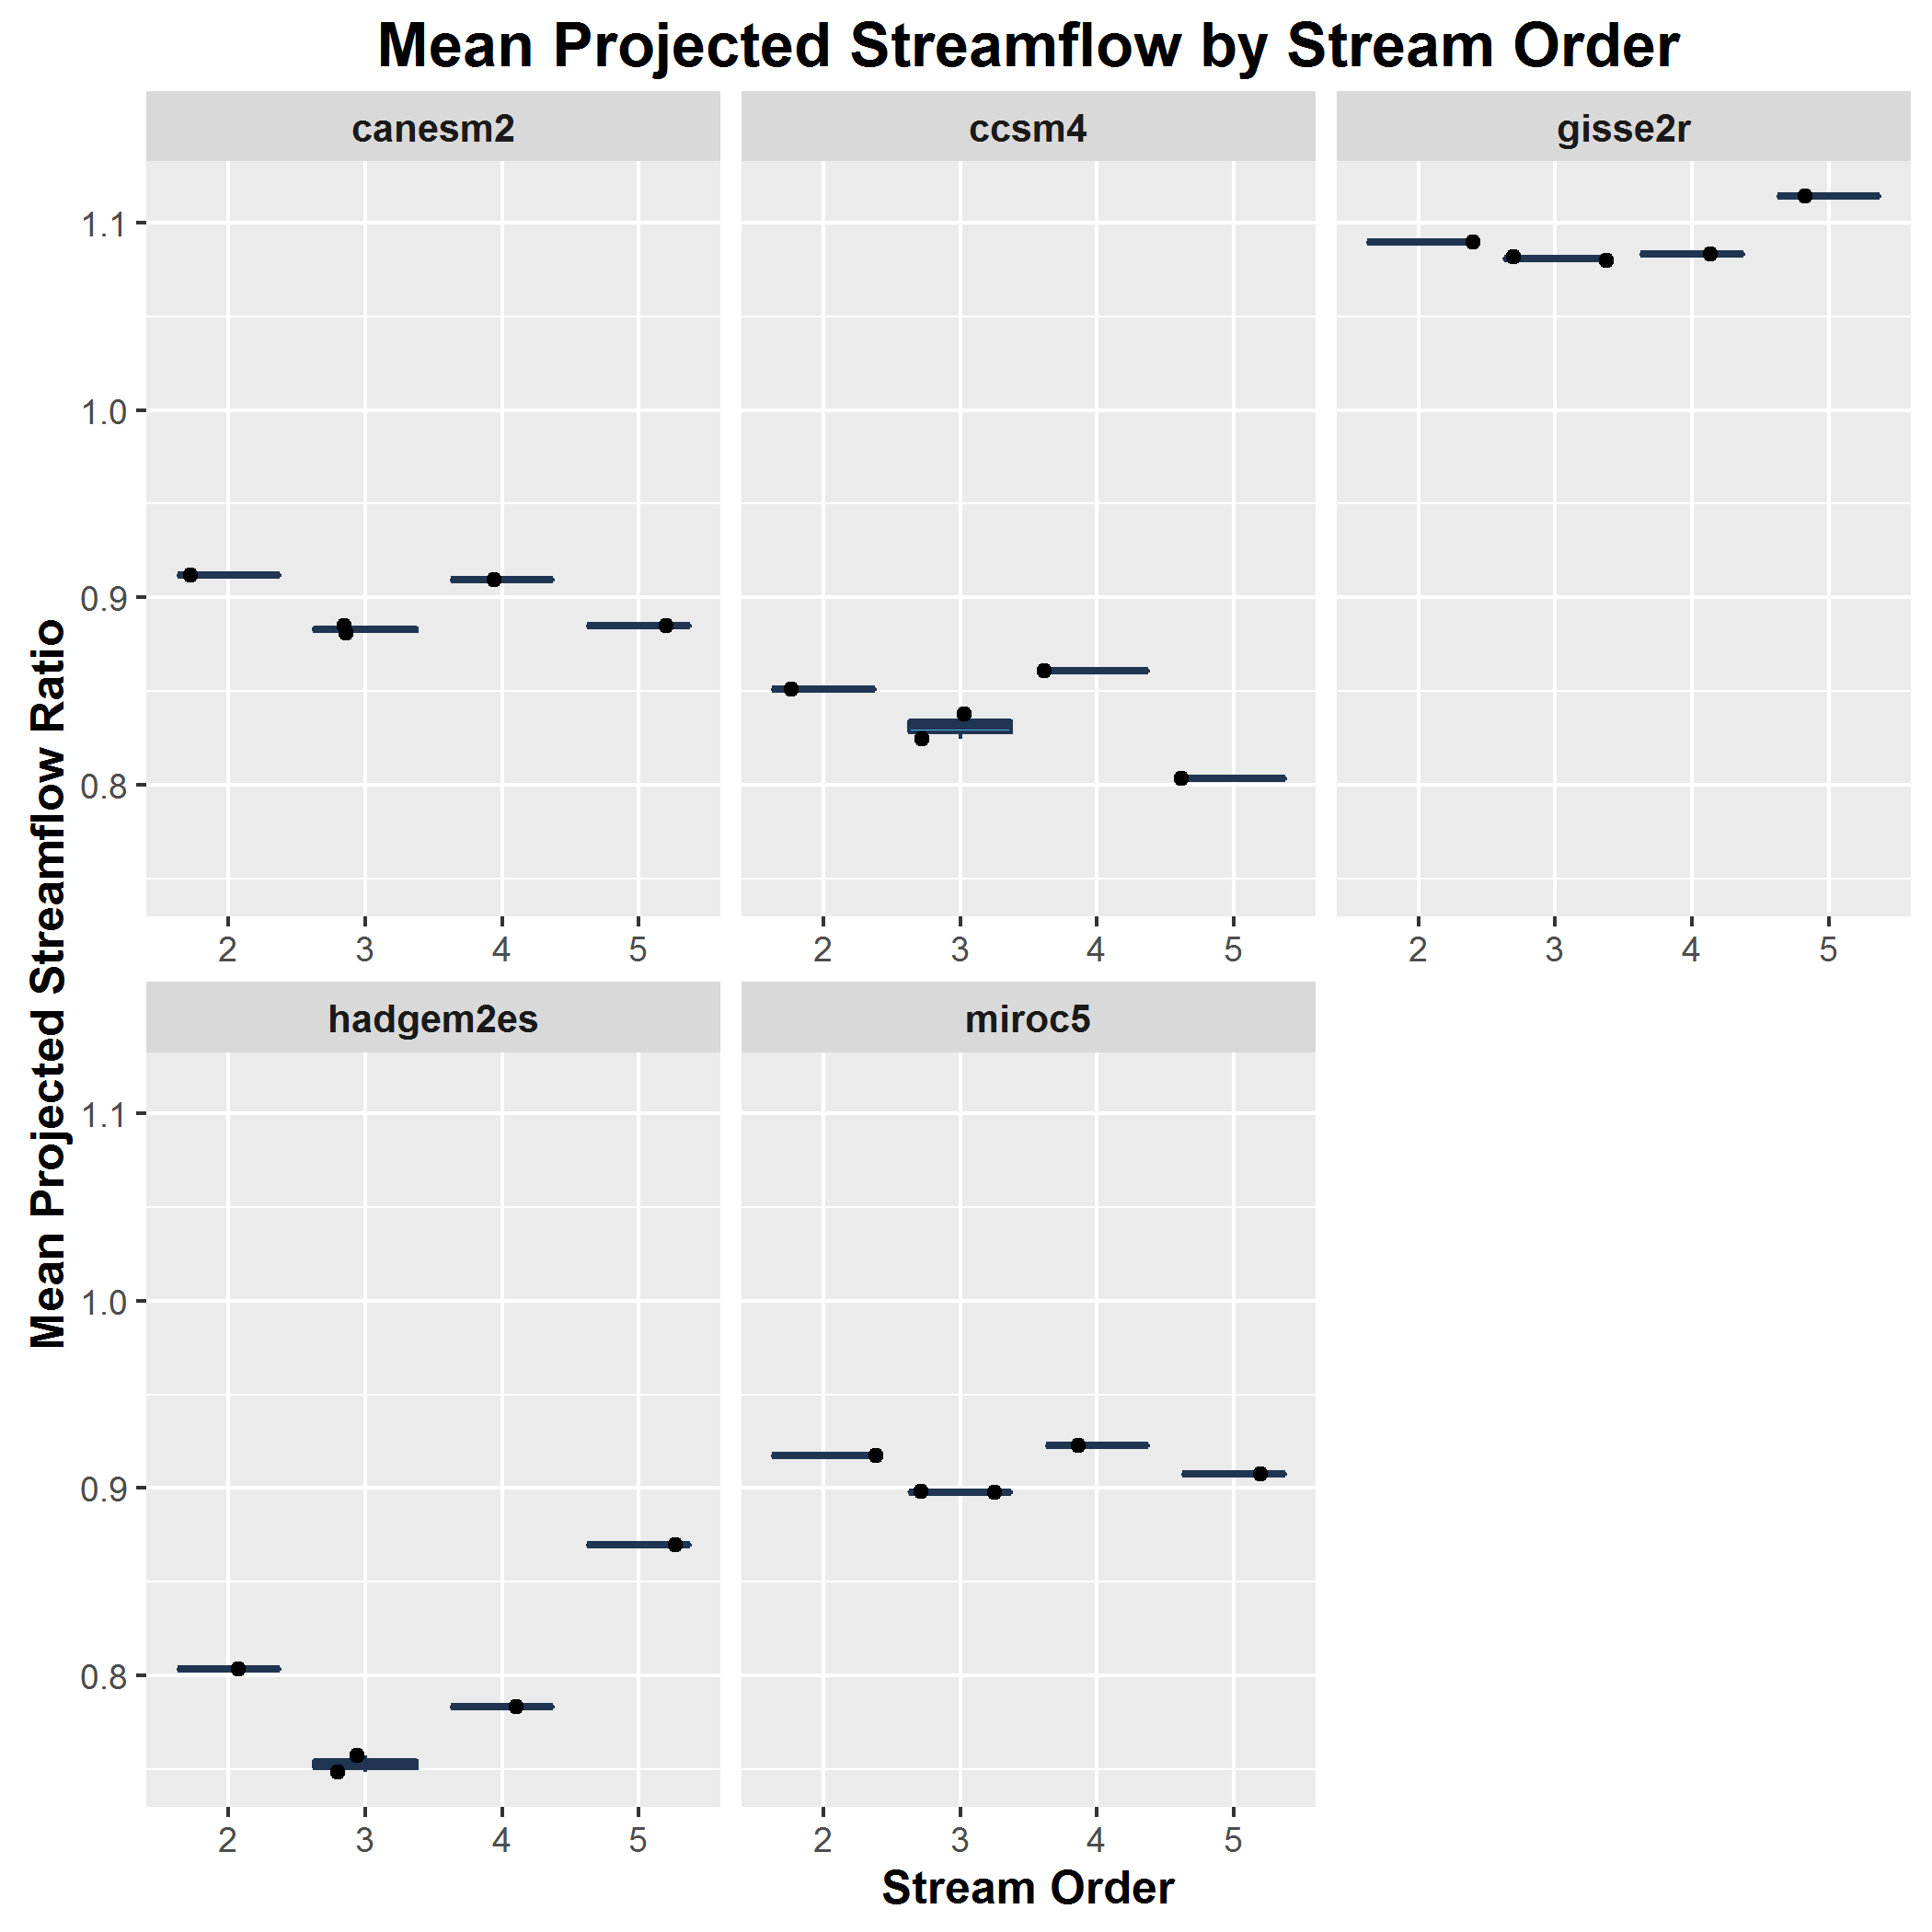 Mean Projected Streamflow by Stream Order
canesm2
ccsm4
gisse2r
1.1
1.0
0.9
0.8
2 3 4 5
2 3 4 5
2 3 4 5
Mean Projected Streamflow Ratio
hadgem2es
miroc5
1.1
1.0
0.9
0.8
2 3 4 5
2 3 4 5
Stream Order